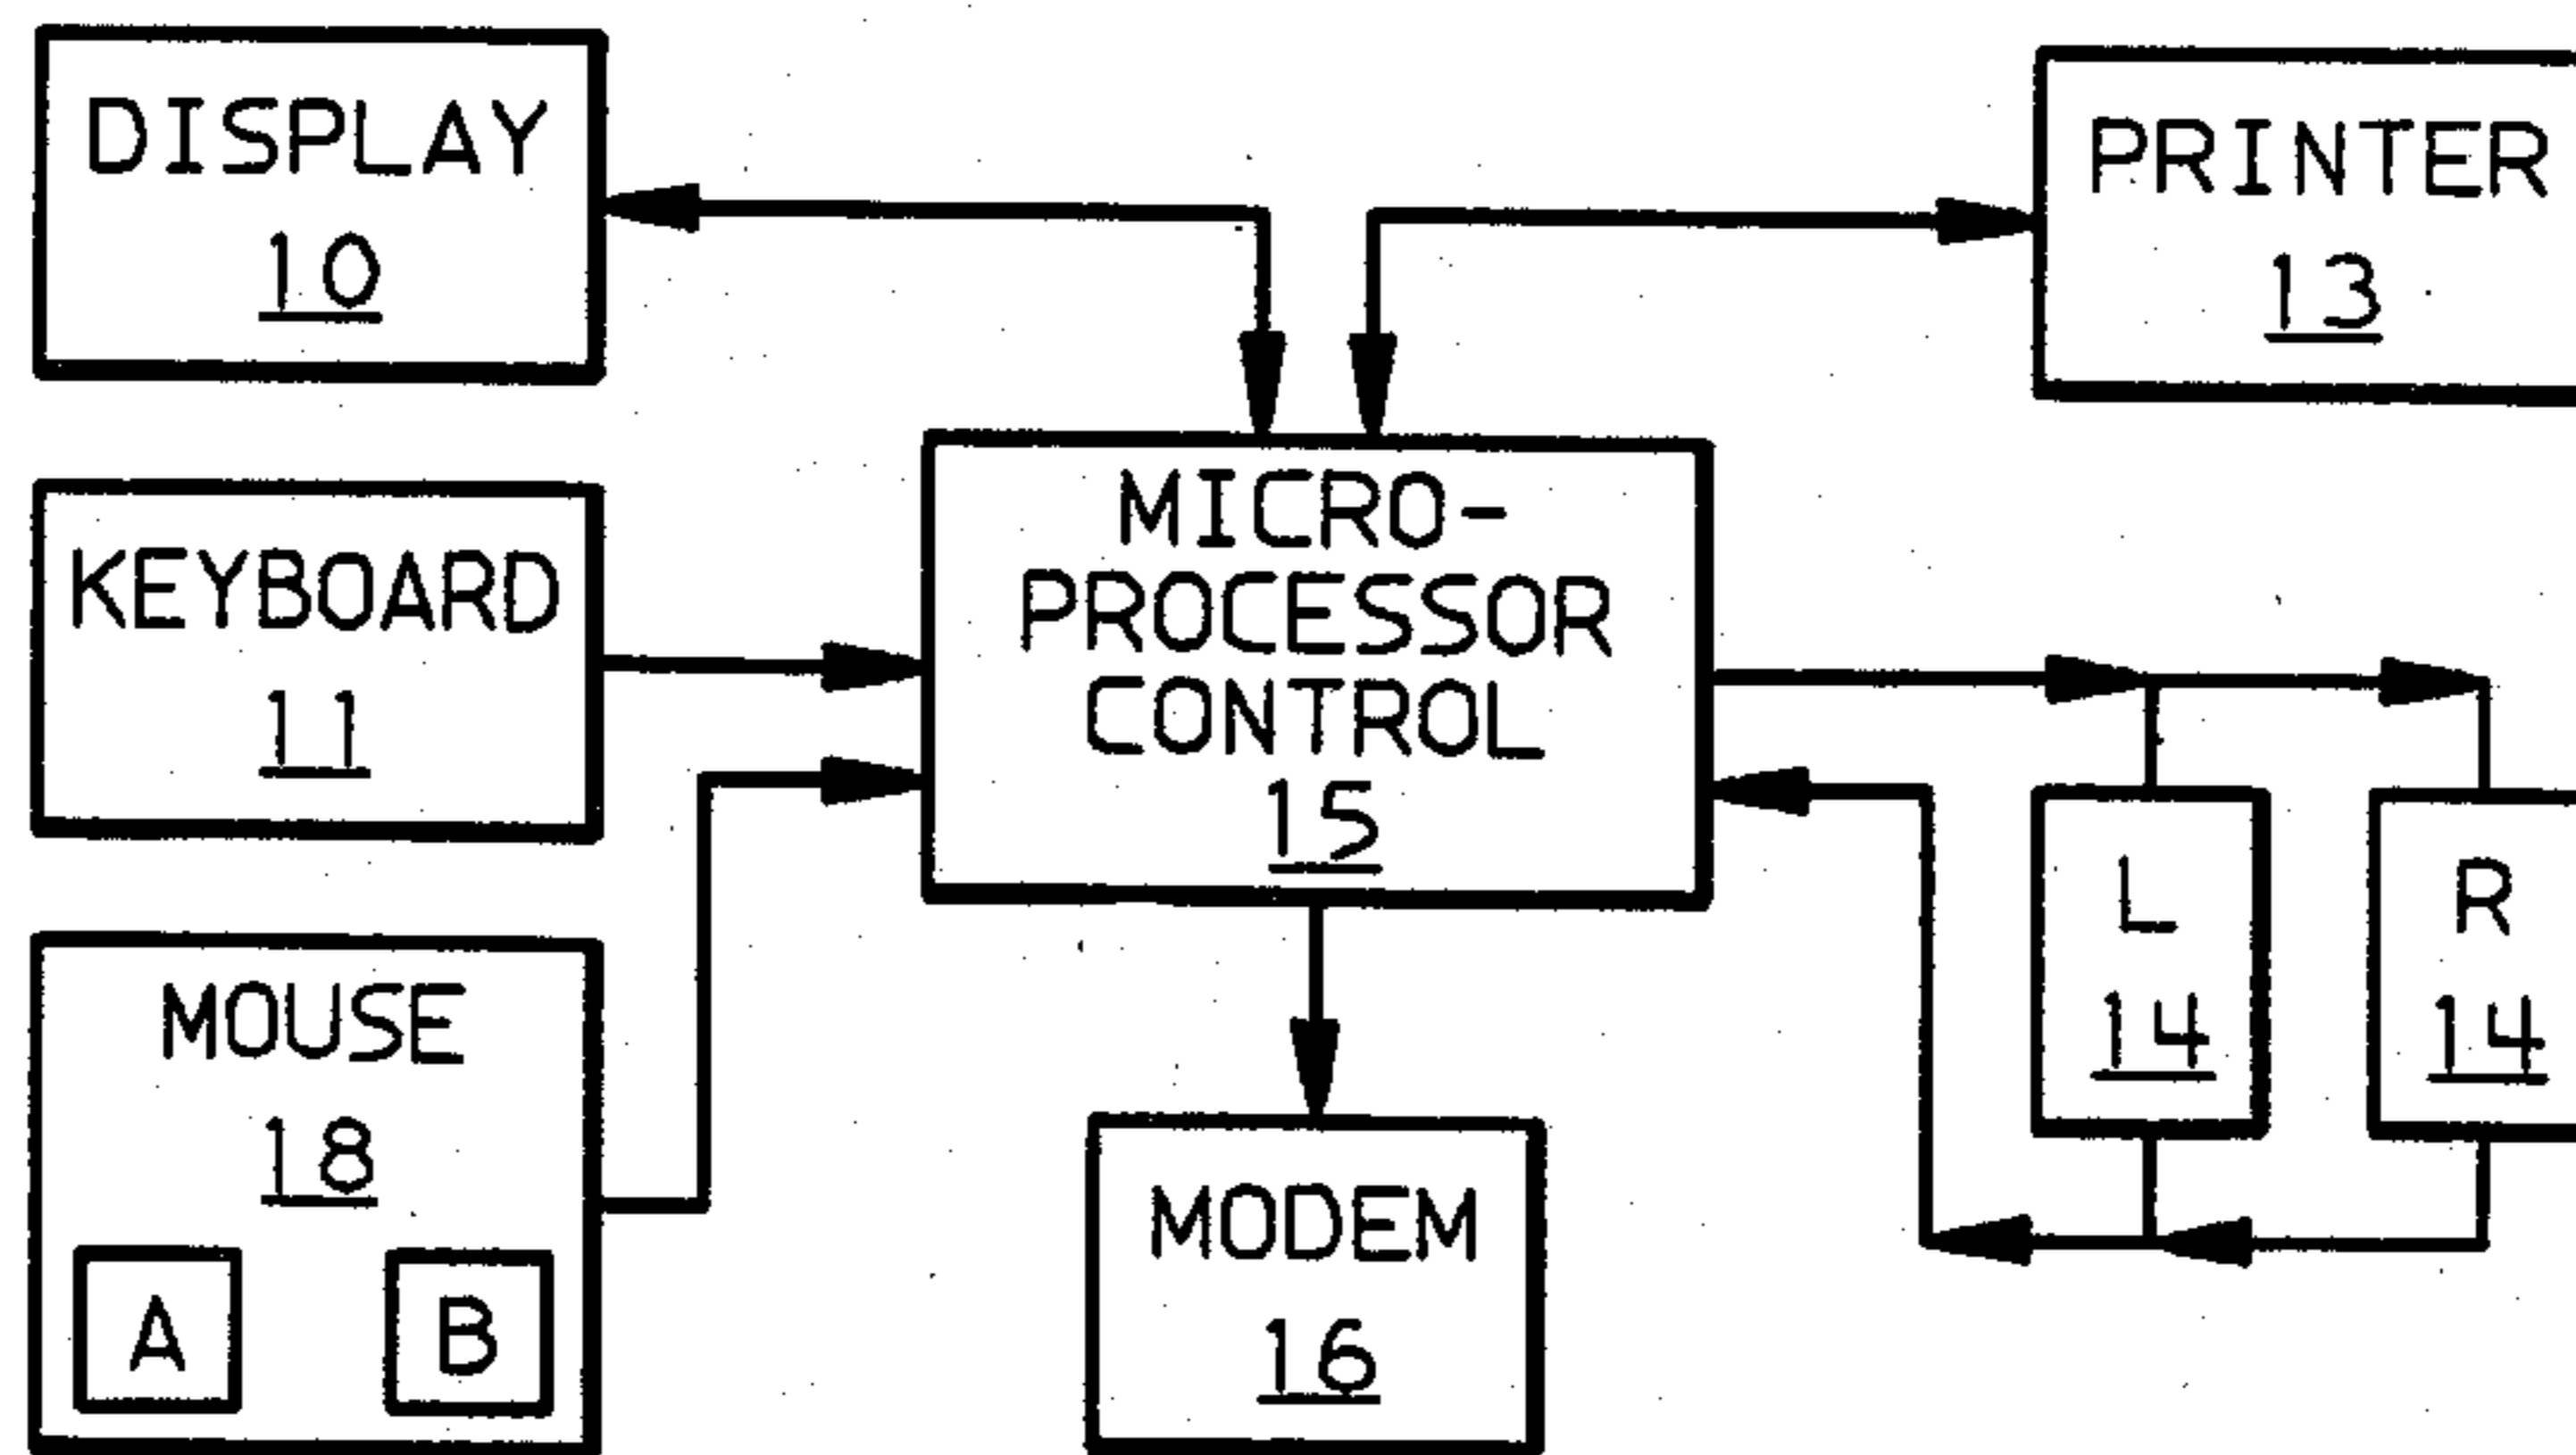 DISPLAY
10
PRINTER
13
KEYBOARD
11
MICRO-
PROCESSOR
CONTROL
15
MOUSE
18
A
B
MODEM
16
L
14
R
14